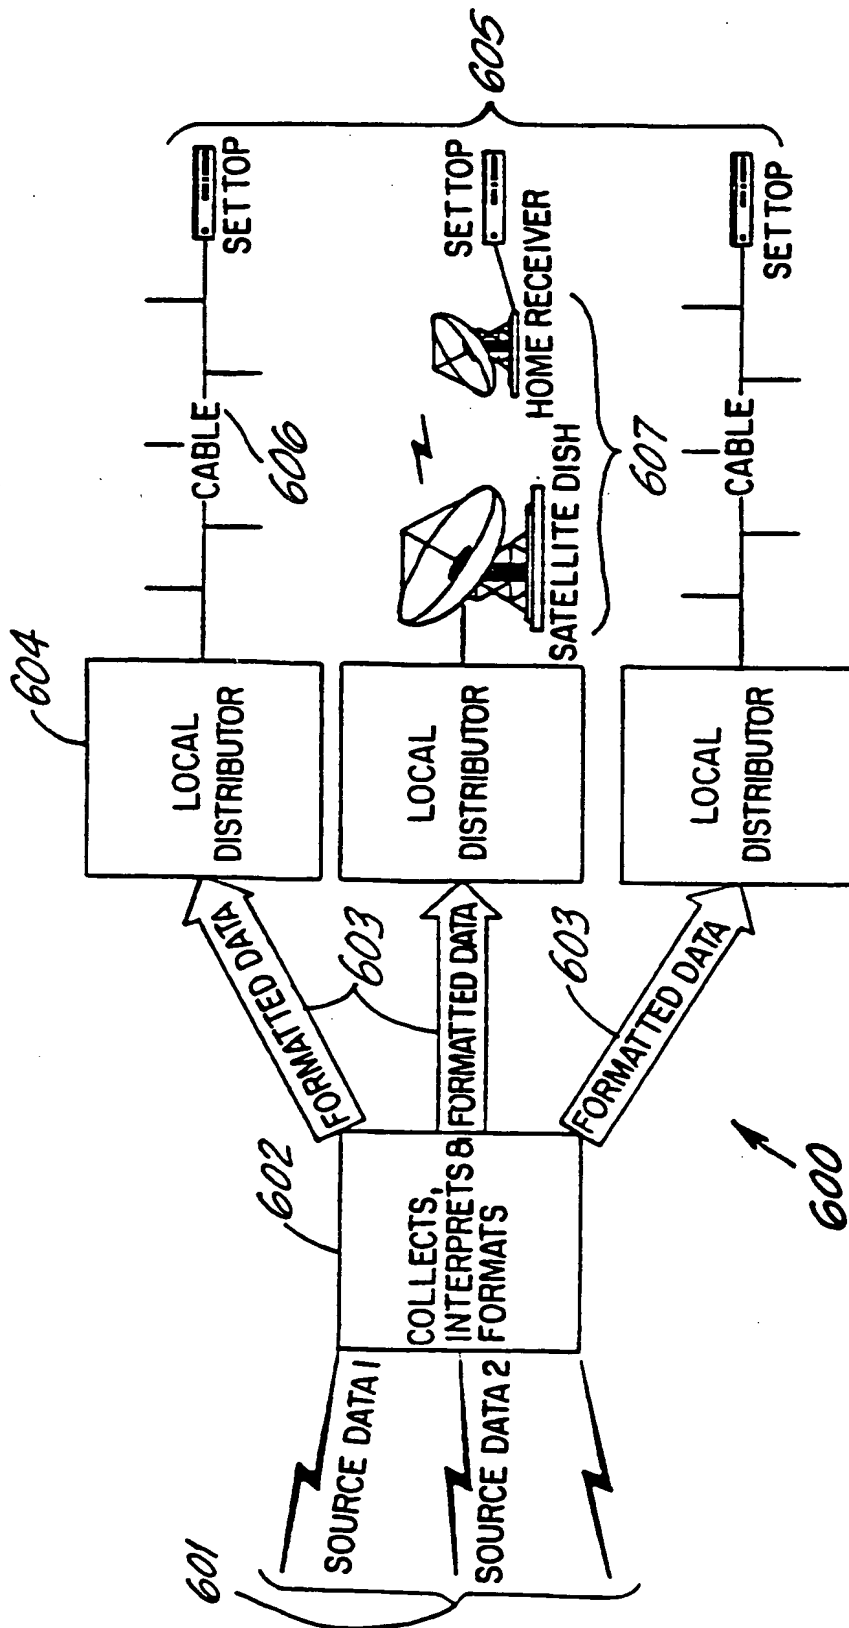 601
SOURCE DATA 1
SOURCE DATA 2
602
COLLECTS,
INTERPRETS &
FORMATS
FORMATTED DATA
603
FORMATTED DATA
603
FORMATTED DATA
600
604
LOCAL
DISTRIBUTOR
LOCAL
DISTRIBUTOR
LOCAL
DISTRIBUTOR
CABLE
606
SATELLITE DISH
HOME RECEIVER
607
CABLE
SET TOP
SET TOP
SET TOP
605